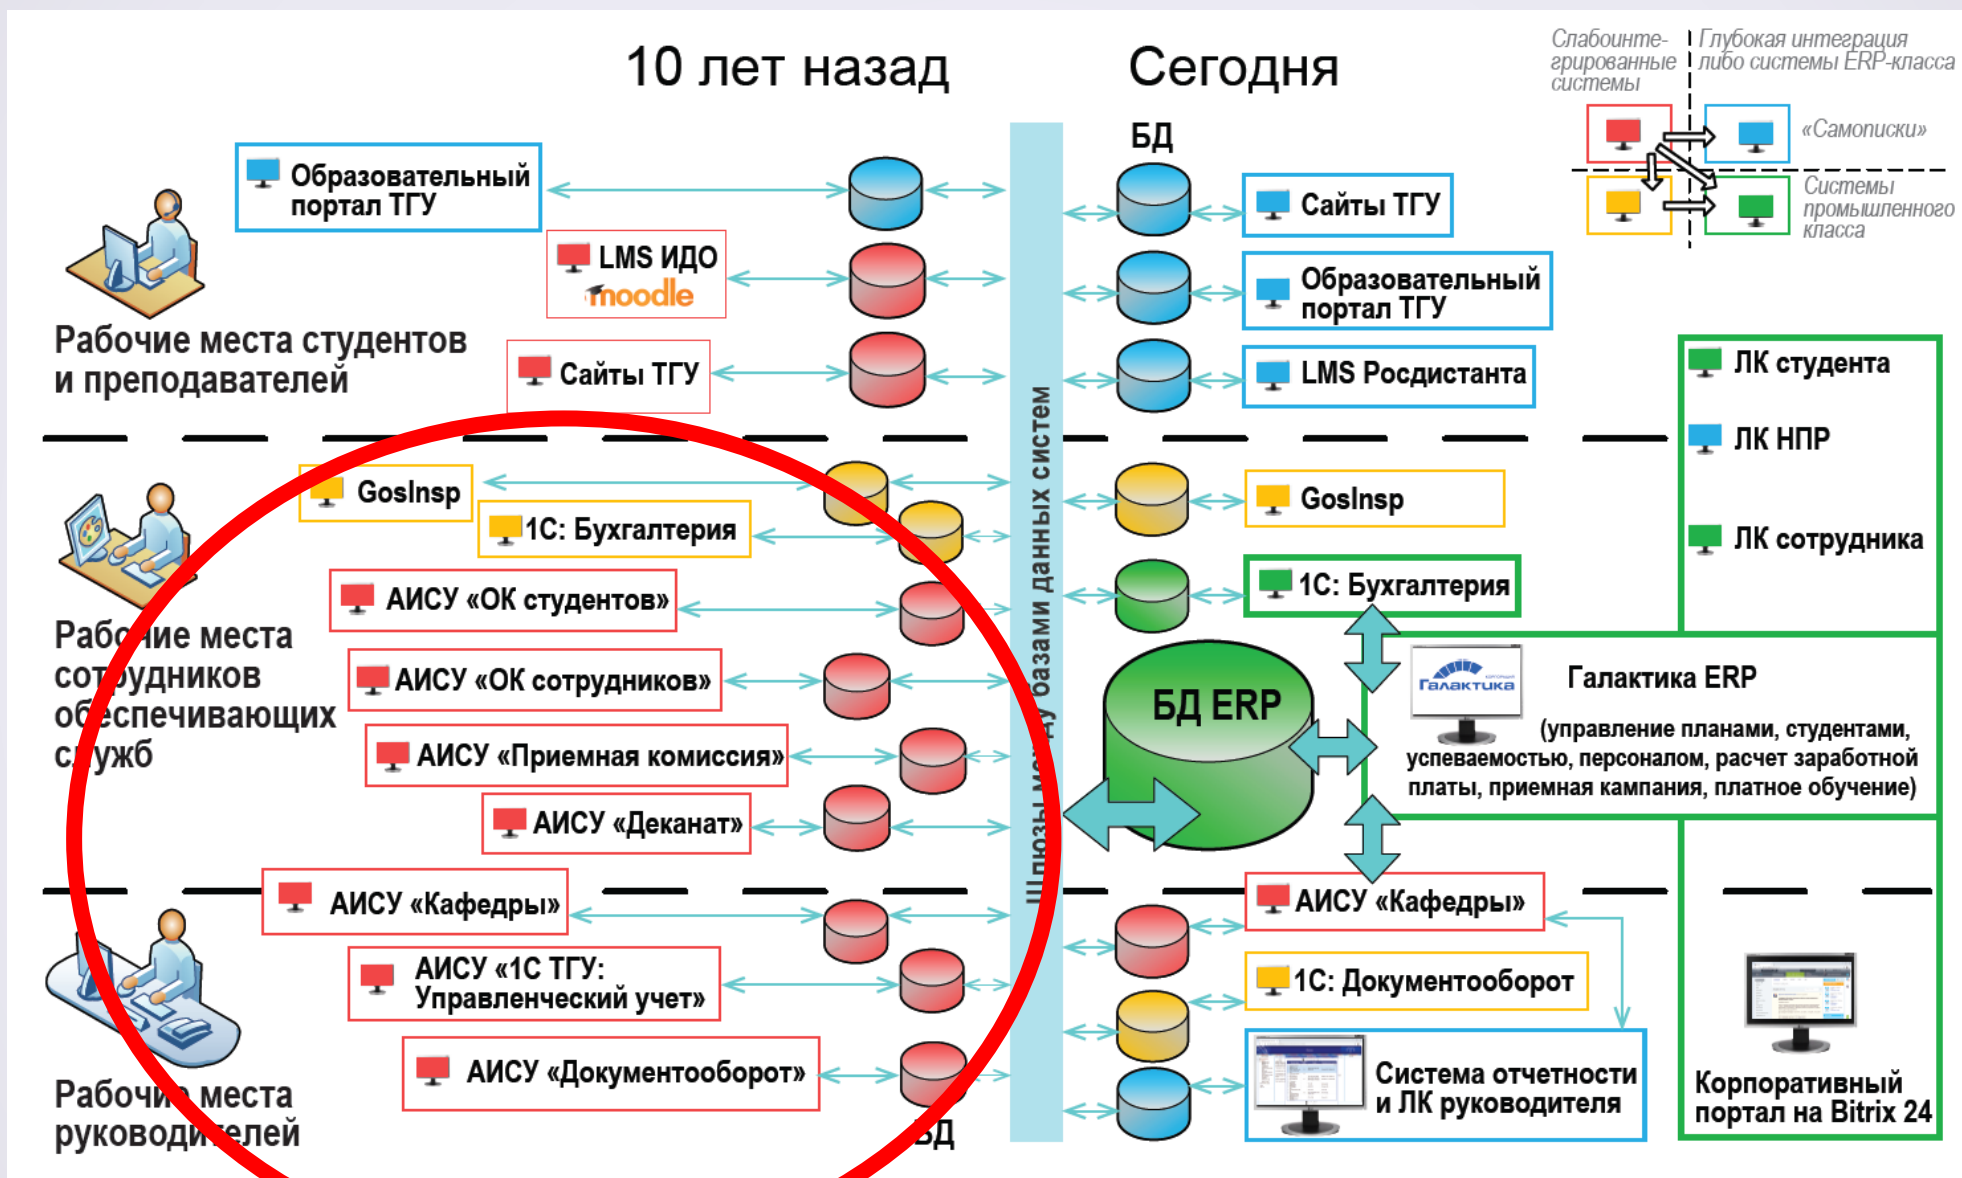 10 лет назад
Сегодня
Слабоинте-
грированные
системы
Глубокая интеграция
либо системы ERP-класса
«Самописки»
Системы
промышленного
класса
Образовательный
портал ТГУ
LMS ИДО
moodle
Сайты ТГУ
Рабочие места студентов
и преподавателей
GosInsp
1С: Бухгалтерия
АИСУ «ОК студентов»
АИСУ «ОК сотрудников»
АИСУ «Приемная комиссия»
АИСУ «Деканат»
Рабочие места
сотрудников
обеспечивающих
служб
АИСУ «Кафедры»
АИСУ «1С ТГУ:
Управленческий учет»
АИСУ «Документооборот»
Рабочие места
руководителей
БД
Шлюзы между базами данных систем
БД
Сайты ТГУ
Образовательный
портал ТГУ
LMS Росдистанта
GosInsp
1С: Бухгалтерия
БД ERP
Галактика
Галактика ERP
(управление планами, студентами,
успеваемостью, персоналом, расчет заработной
платы, приемная кампания, платное обучение)
АИСУ «Кафедры»
1С: Документооборот
Система отчетности
и ЛК руководителя
ЛК студента
ЛК НПР
ЛК сотрудника
Корпоративный
портал на Bitrix 24